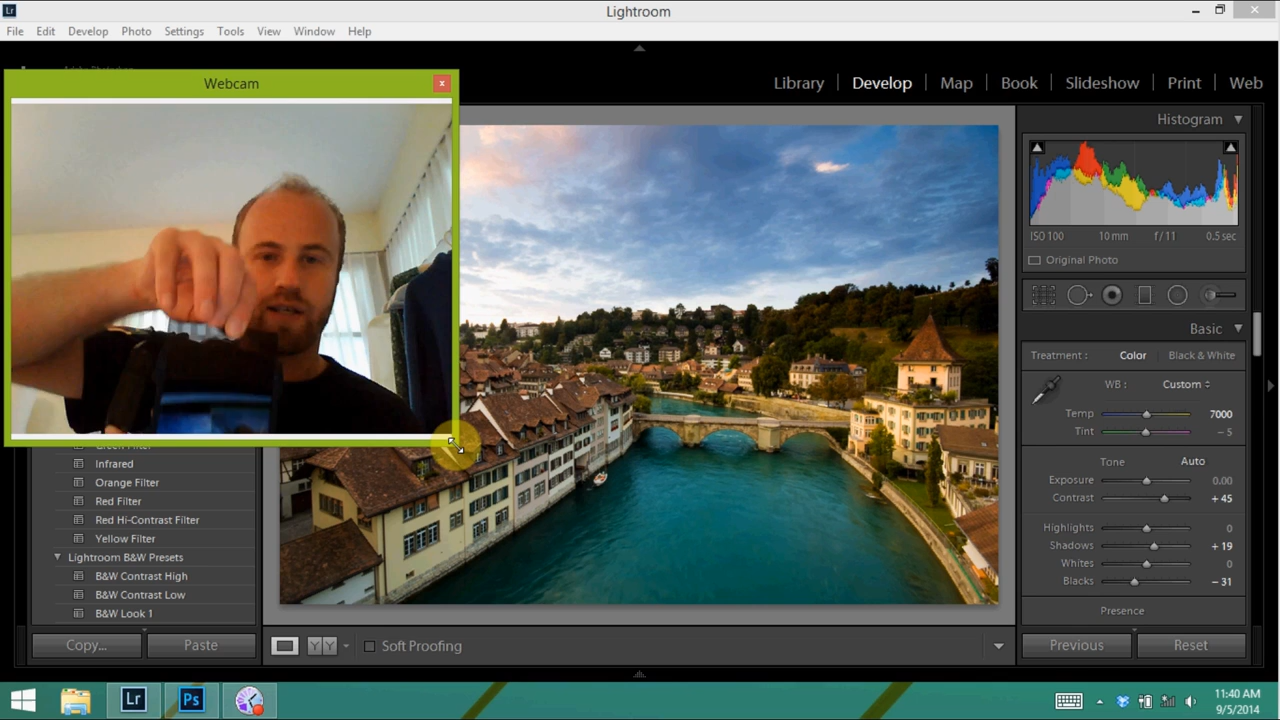 Lr
Lightroom
File Edit Develop Photo Settings Tools View Window Help
Webcam
x
Library Develop Map Book Slideshow Print Web
Histogram
ISO 100 10 mm f / 11 0.5 sec
Original Photo
Basic
Treatment : Color Black & White
WB : Custom
Temp 7000
Tint – 5
Tone Auto
Exposure 0.00
Contrast + 45
Highlights 0
Shadows + 19
Whites 0
Blacks – 31
Presence
Infrared
Orange Filter
Red Filter
Red Hi-Contrast Filter
Yellow Filter
Lightroom B&W Presets
B&W Contrast High
B&W Contrast Low
B&W Look 1
Copy... Paste
YY
Soft Proofing
Previous Reset
Lr Ps
11:40 AM
9/5/2014